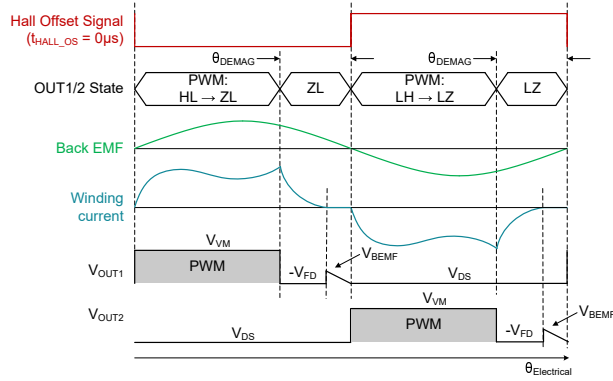 Hall Offset Signal
(tHALL_OS = 0µs)
θDEMAG
θDEMAG
OUT1/2 State
PWM:
HL → ZL
ZL
PWM:
LH → LZ
LZ
Back EMF
Winding
current
VVM
VBEMF
VOUT1
PWM
-VFD
VDS
VVM
VOUT2
PWM
-VFD
VBEMF
VDS
θElectrical